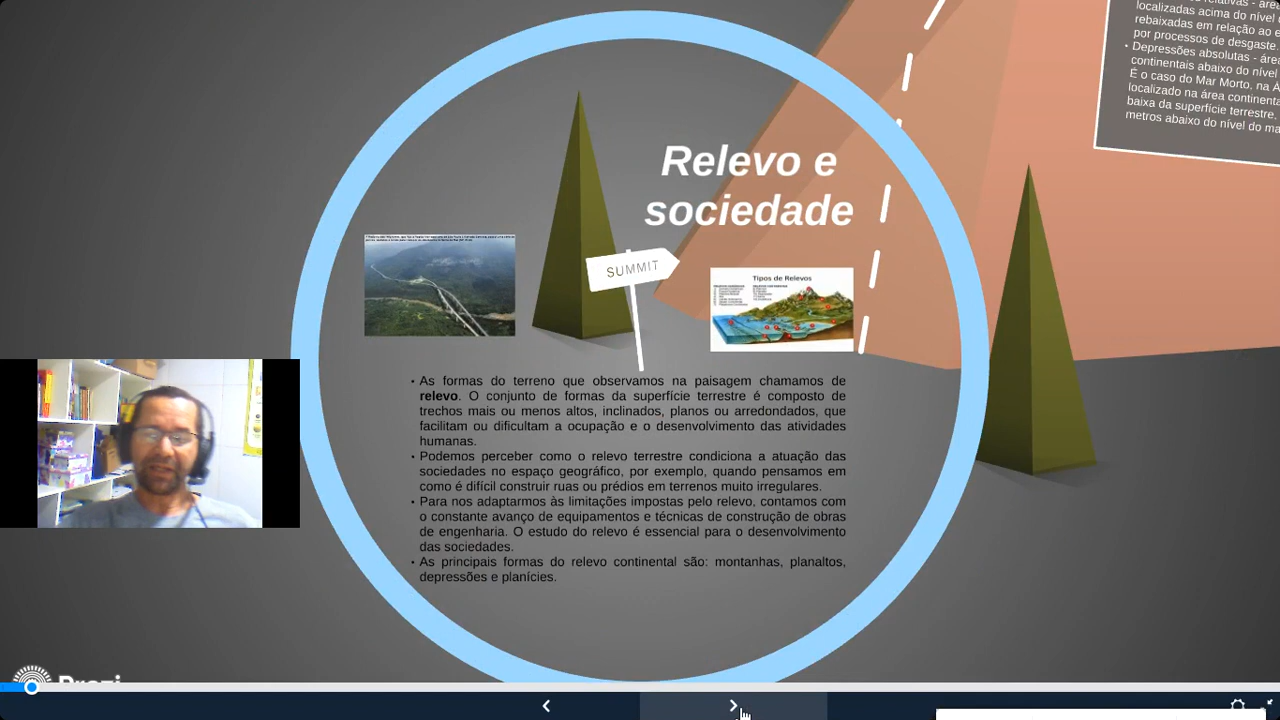 relativas - áre
localizadas acima do nível
rebaixadas em relação ao e
por processos de desgaste.
• Depressões absolutas - áre
continentais abaixo do nível
É o caso do Mar Morto, na
localizado na área continenta
baixa da superfície terrestre,
metros abaixo do nível do ma
Relevo e
sociedade
SUMMIT
Tipos de Relevos
• As formas do terreno que observamos na paisagem chamamos de
relevo. O conjunto de formas da superfície terrestre é composto de
trechos mais ou menos altos, inclinados, planos ou arredondados, que
facilitam ou dificultam a ocupação e o desenvolvimento das atividades
humanas.
• Podemos perceber como o relevo terrestre condiciona a atuação das
sociedades no espaço geográfico, por exemplo, quando pensamos em
como é difícil construir ruas ou prédios em terrenos muito irregulares.
• Para nos adaptarmos às limitações impostas pelo relevo, contamos com
o constante avanço de equipamentos e técnicas de construção de obras
de engenharia. O estudo do relevo é essencial para o desenvolvimento
das sociedades.
• As principais formas do relevo continental são: montanhas, planaltos,
depressões e planícies.
Prezi